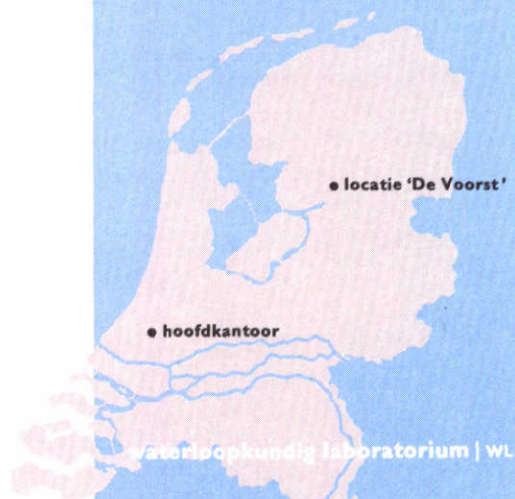 • locatie ‘De Voorst’
• hoofdkantoor
waterloopkundig laboratorium | WL